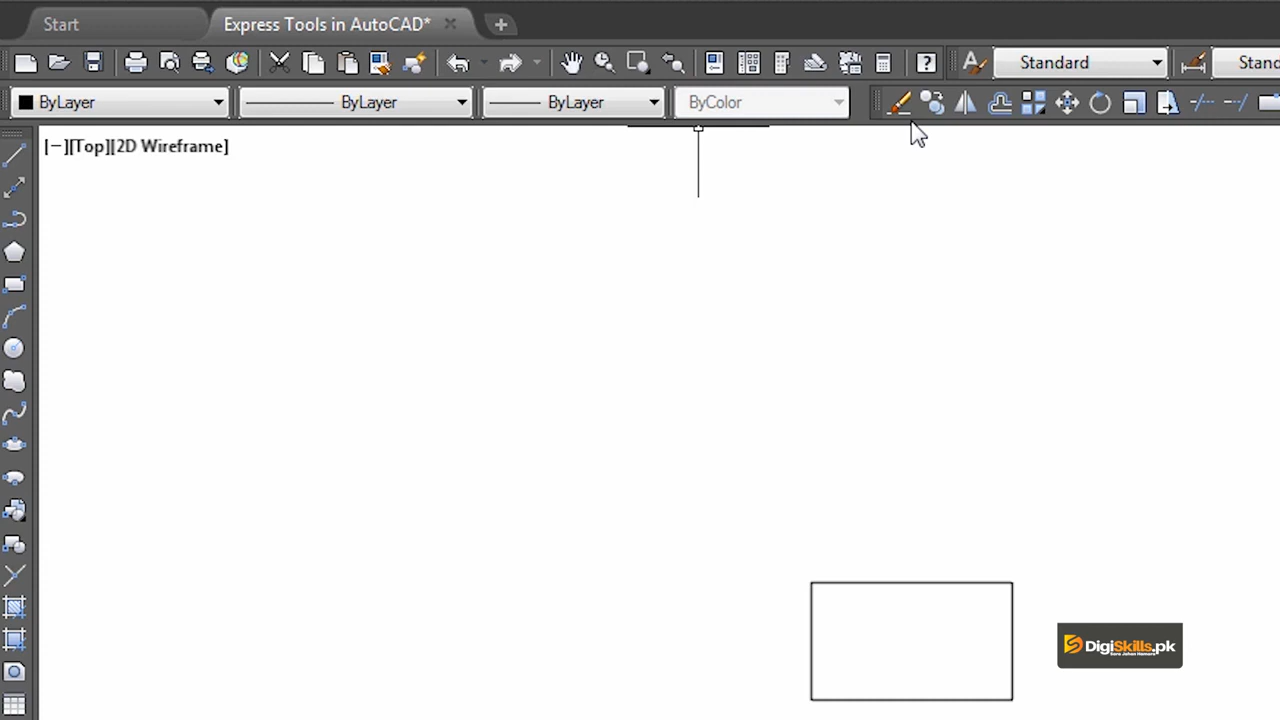 Start
Express Tools in AutoCAD*
Standard
Stand
ByLayer
ByLayer
ByLayer
ByColor
[−][Top][2D Wireframe]
DigiSkills.pk